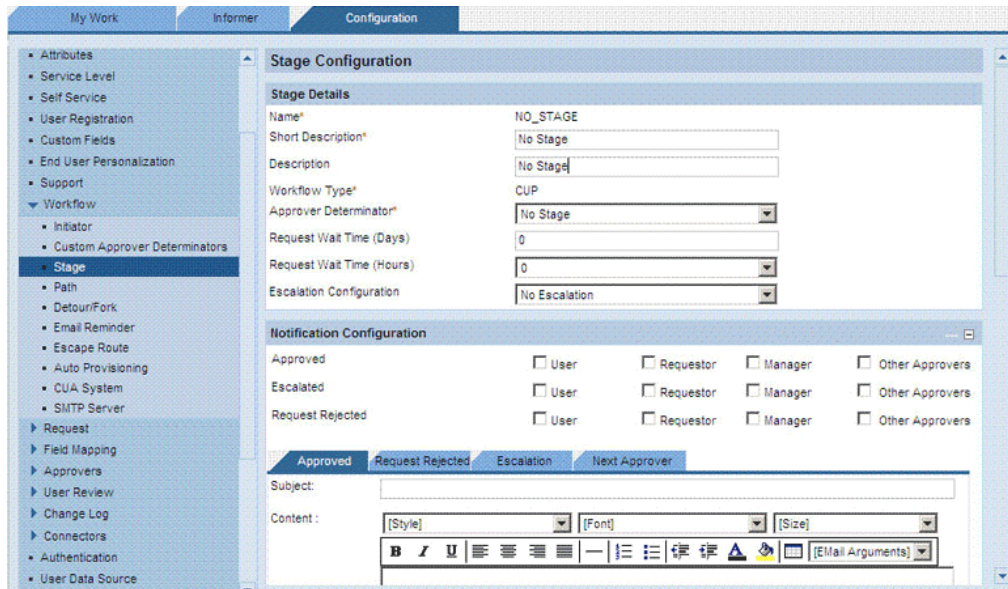 My Work Informer Configuration
Attributes
Service Level
Self Service
User Registration
Custom Fields
End User Personalization
Support
Workflow
Initiator
Custom Approver Determinators
Stage
Path
Detour/Fork
Email Reminder
Escape Route
Auto Provisioning
CUA System
SMTP Server
Request
Field Mapping
Approvers
User Review
Change Log
Connectors
Authentication
User Data Source
Stage Configuration
Stage Details
Name* NO_STAGE
Short Description* No Stage
Description No Stage
Workflow Type* CUP
Approver Determinator* No Stage
Request Wait Time (Days) 0
Request Wait Time (Hours) 0
Escalation Configuration No Escalation
Notification Configuration
Approved User Requestor Manager Other Approvers
Escalated User Requestor Manager Other Approvers
Request Rejected User Requestor Manager Other Approvers
Approved Request Rejected Escalation Next Approver
Subject:
Content : [Style] [Font] [Size]
B I U A [EMail Arguments]